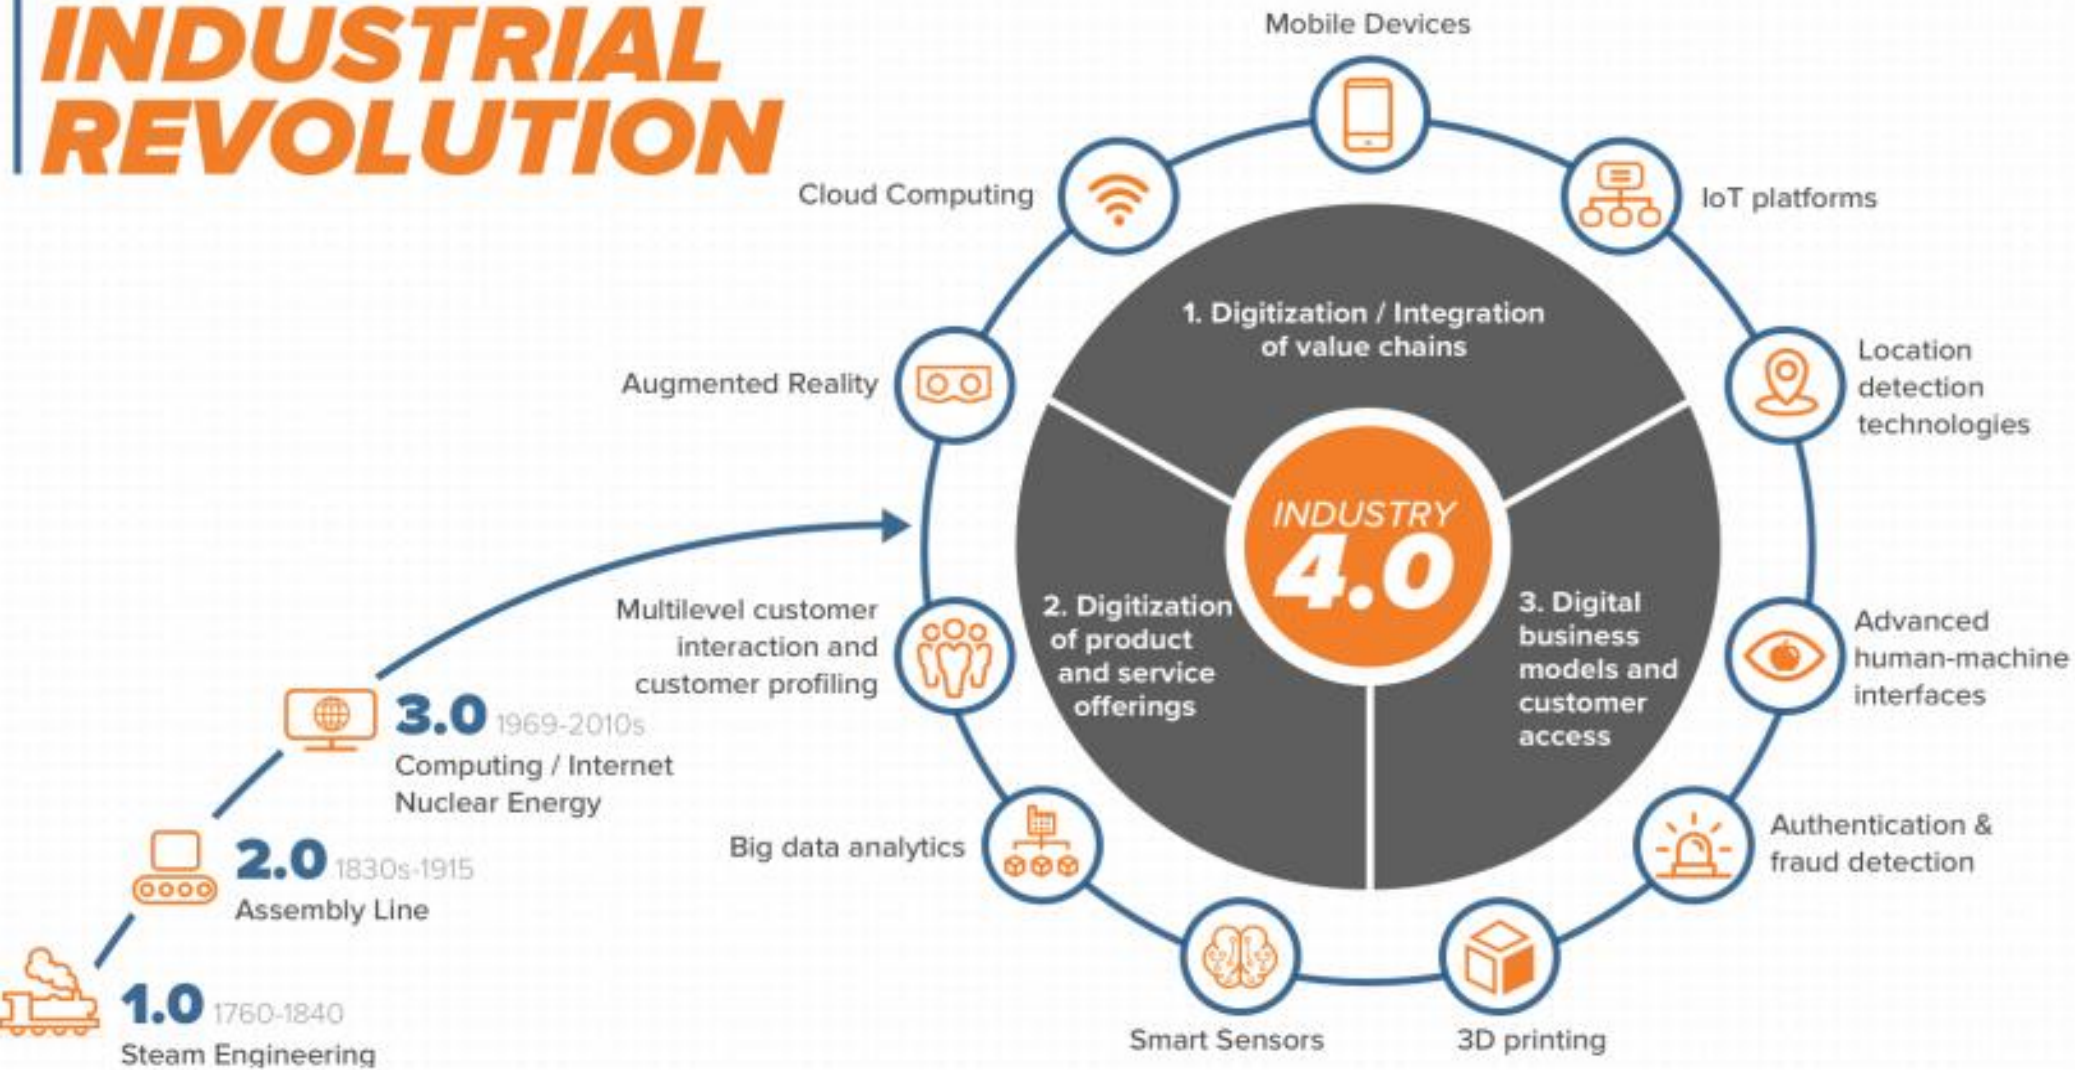 INDUSTRIAL
REVOLUTION
Mobile Devices
Cloud Computing
IoT platforms
Augmented Reality
Location
detection
technologies
1. Digitization / Integration
of value chains
INDUSTRY
4.0
2. Digitization
of product
and service
offerings
3. Digital
business
models and
customer
access
Multilevel customer
interaction and
customer profiling
Advanced
human-machine
interfaces
Big data analytics
Authentication &
fraud detection
Smart Sensors
3D printing
3.0 1969-2010s
Computing / Internet
Nuclear Energy
2.0 1830s-1915
Assembly Line
1.0 1760-1840
Steam Engineering